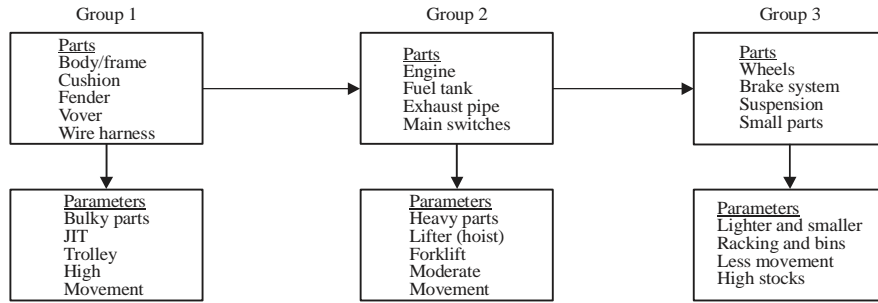 Group 1
Group 2
Group 3
Parts
Body/frame
Cushion
Fender
Vover
Wire harness
Parts
Engine
Fuel tank
Exhaust pipe
Main switches
Parts
Wheels
Brake system
Suspension
Small parts
Parameters
Bulky parts
JIT
Trolley
High
Movement
Parameters
Heavy parts
Lifter (hoist)
Forklift
Moderate
Movement
Parameters
Lighter and smaller
Racking and bins
Less movement
High stocks